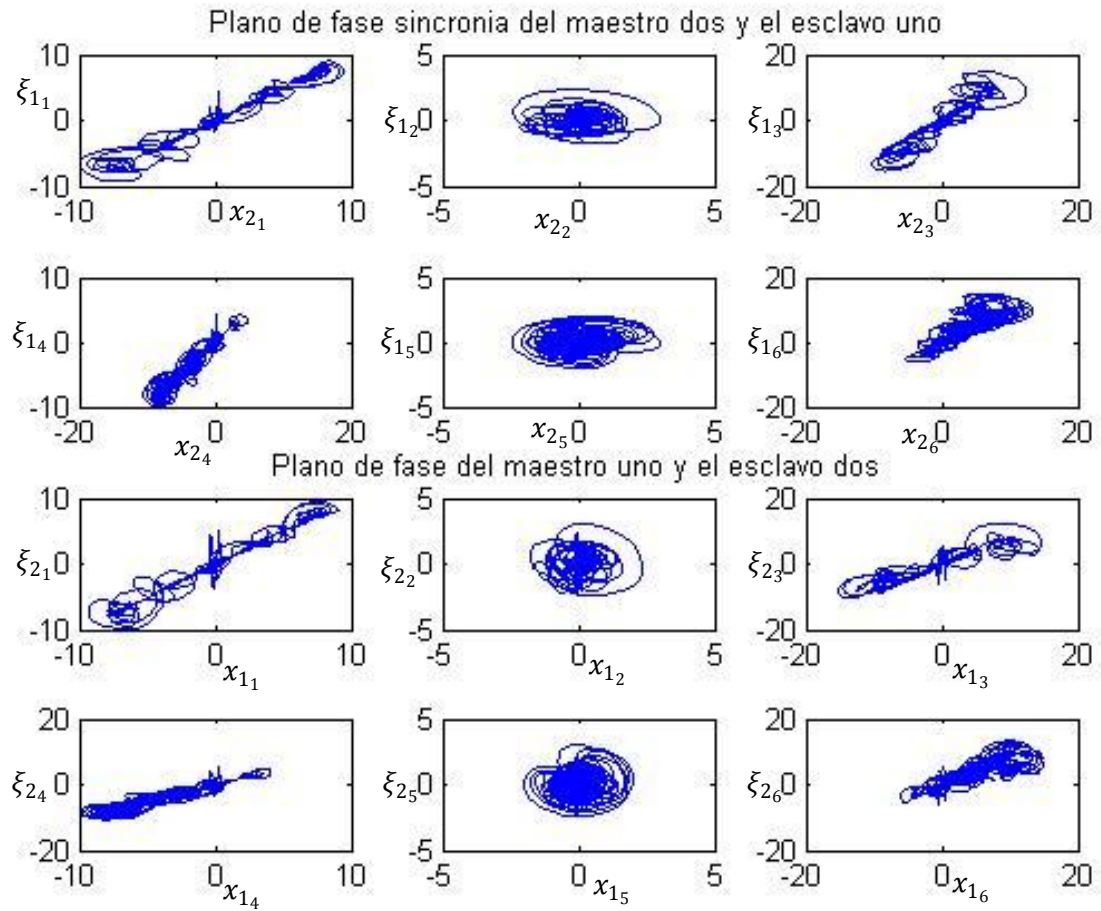 Plano de fase sincronia del maestro dos y el esclavo uno
10 5 20
ξ₁₁ ξ₁₂ ξ₁₃
0 0 0
-10 -5 -20
-10 0 10 -5 0 5 -20 0 20
x₂₁ x₂₂ x₂₃
10 5 20
ξ₁₄ ξ₁₅ ξ₁₆
0 0 0
-10 -5 -20
-20 0 20 -5 0 5 -20 0 20
x₂₄ x₂₅ x₂₆
Plano de fase del maestro uno y el esclavo dos
10 5 20
ξ₂₁ ξ₂₂ ξ₂₃
0 0 0
-10 -5 -20
-10 0 10 -5 0 5 -20 0 20
x₁₁ x₁₂ x₁₃
20 5 20
ξ₂₄ ξ₂₅ ξ₂₆
0 0 0
-20 -5 -20
-10 0 10 -5 0 5 -20 0 20
x₁₄ x₁₅ x₁₆